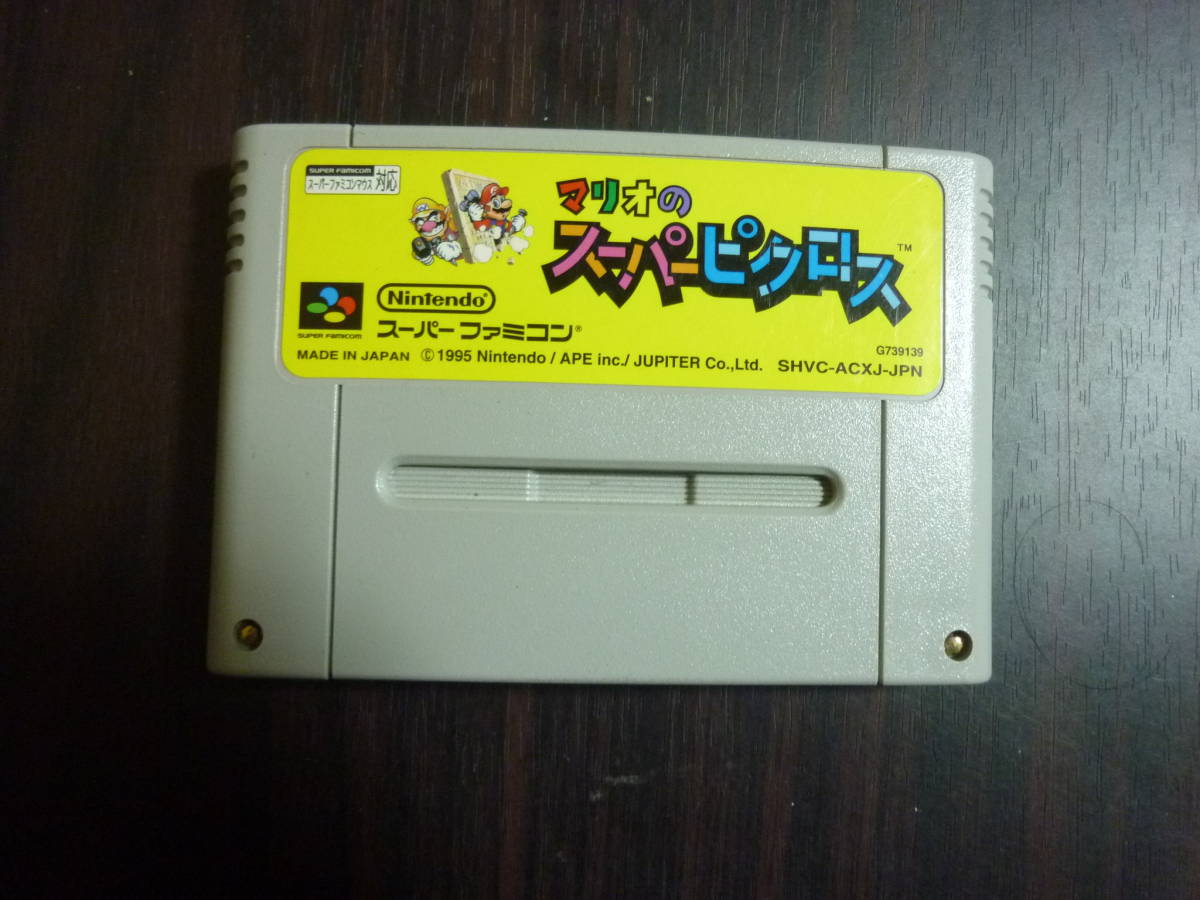 SUPER FAMICOM
スーパーファミコンマウス 対応
マリオの
スーパーピクロス™
Nintendo®
スーパーファミコン®
SUPER FAMICOM
G739139
MADE IN JAPAN ©1995 Nintendo / APE inc./ JUPITER Co.,Ltd. SHVC-ACXJ-JPN